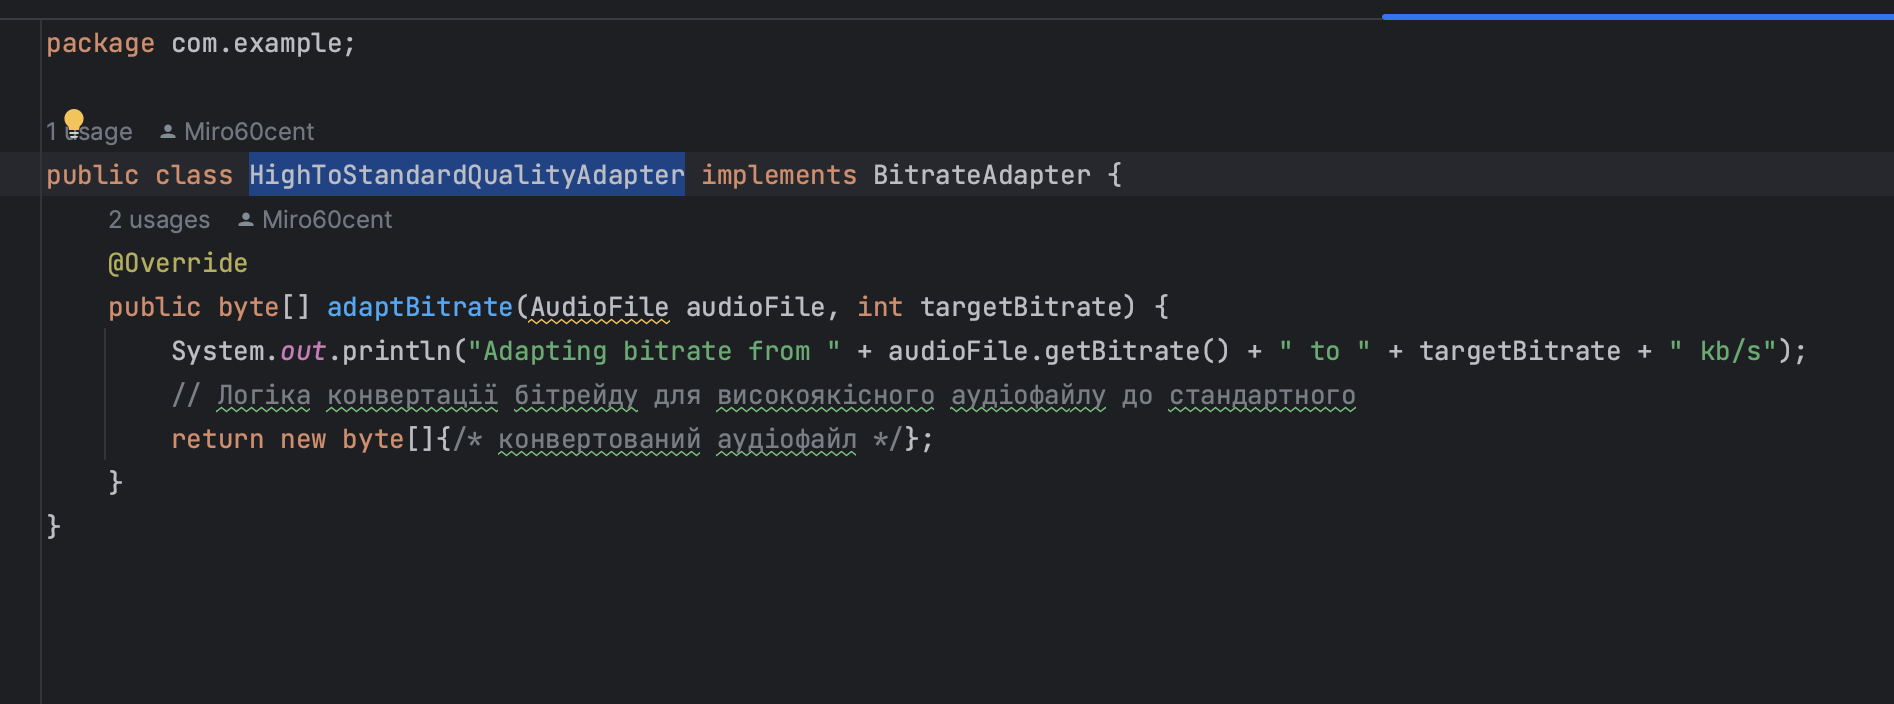 package com.example;
1 usage Miro60cent
public class HighToStandardQualityAdapter implements BitrateAdapter {
2 usages Miro60cent
@Override
public byte[] adaptBitrate(AudioFile audioFile, int targetBitrate) {
System.out.println("Adapting bitrate from " + audioFile.getBitrate() + " to " + targetBitrate + " kb/s");
// Логіка конвертації бітрейду для високоякісного аудіофайлу до стандартного
return new byte[]{/* конвертований аудіофайл */};
}
}